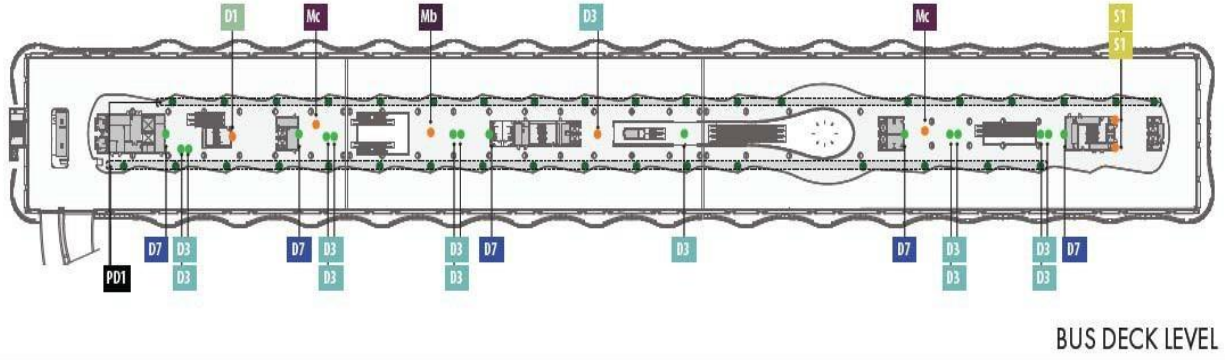 D1 Mc Mb D3 Mc S1
S1
D7 D3 D7 D3 D3 D7 D3 D7 D3 D3 D7
PD1 D3 D3 D3 D3 D3
BUS DECK LEVEL